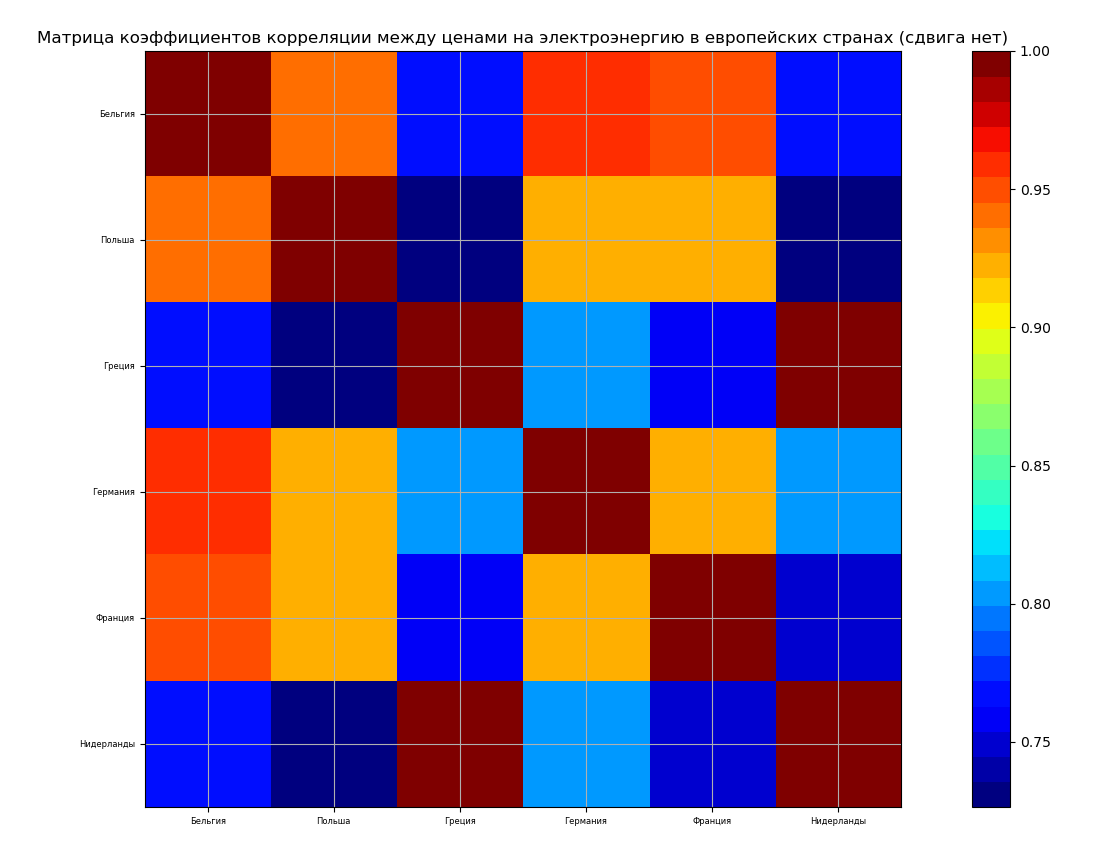 Матрица коэффициентов корреляции между ценами на электроэнергию в европейских странах (сдвига нет)
1.00
Бельгия
0.95
Польша
0.90
Греция
0.85
Германия
0.80
Франция
0.75
Нидерланды
Бельгия Польша Греция Германия Франция Нидерланды